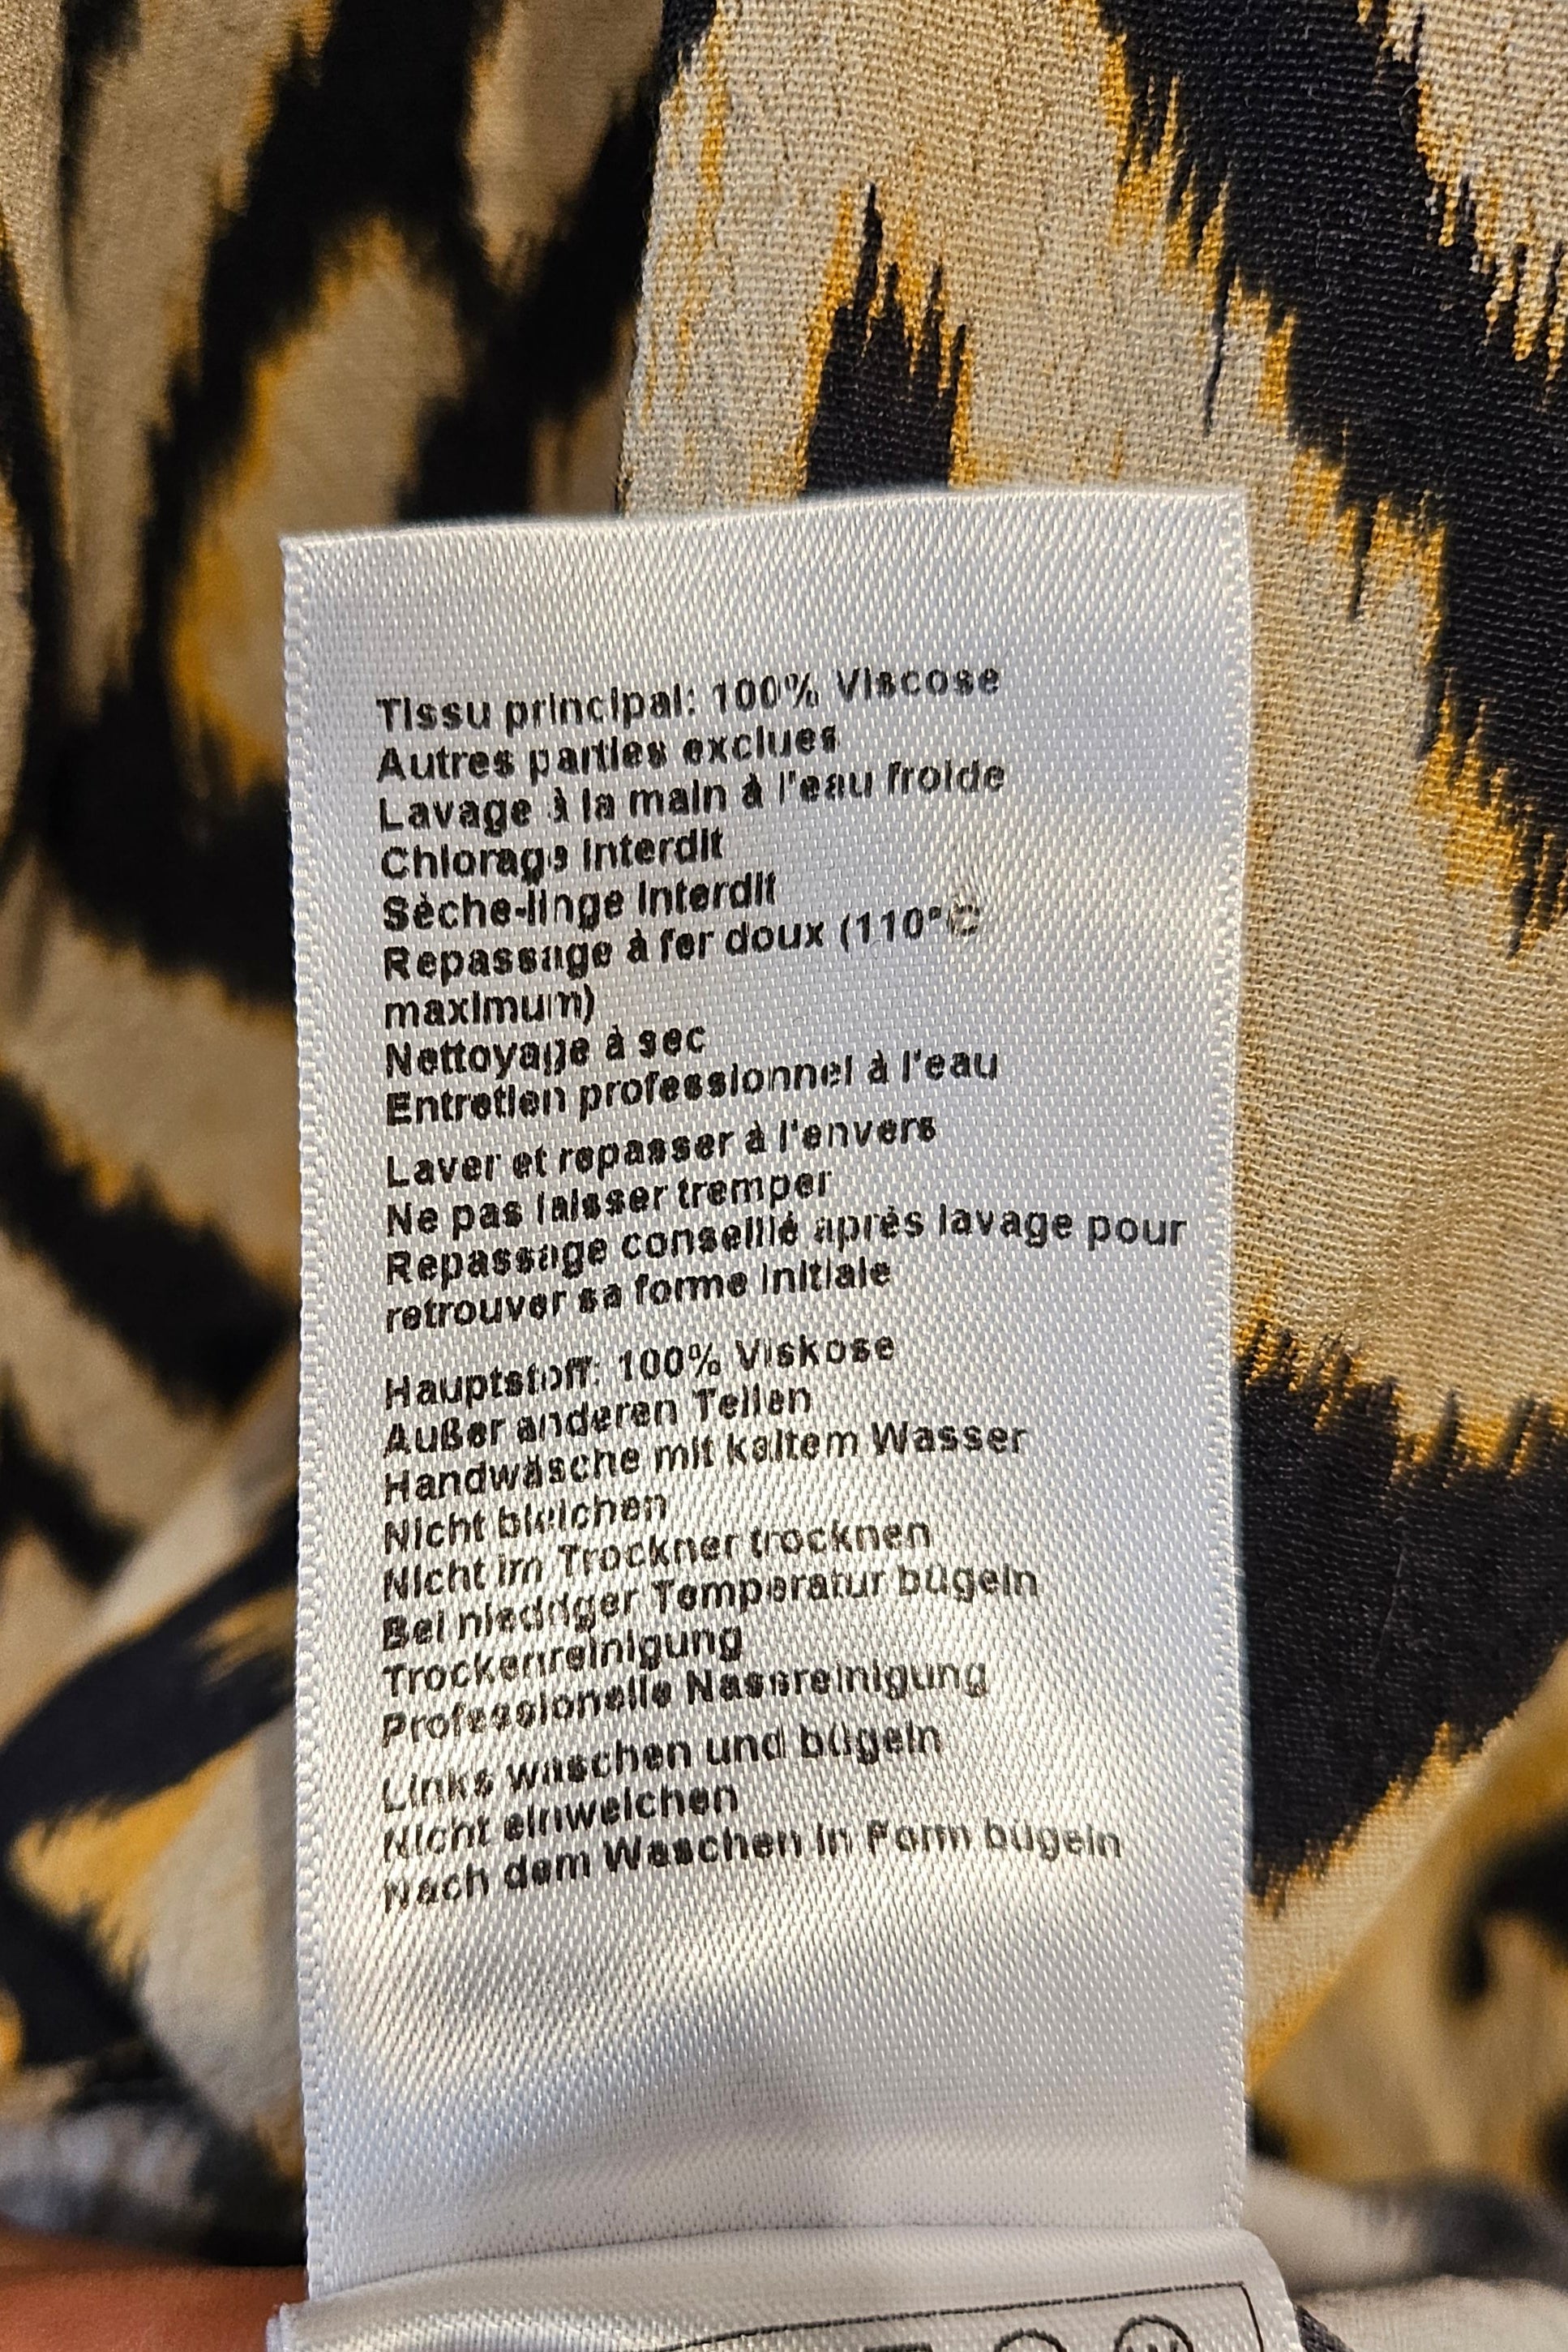 Tissu principal: 100% Viscose
Autres parties exclues
Lavage à la main à l'eau froide
Chlorage interdit
Sèche-linge interdit
Repassage à fer doux (110°C
maximum)
Nettoyage à sec
Entretien professionnel à l'eau
Laver et repasser à l'envers
Ne pas laisser tremper
Repassage conseillé après lavage pour
retrouver sa forme initiale
Hauptstoff: 100% Viskose
Außer anderen Teilen
Handwäsche mit kaltem Wasser
Nicht bleichen
Nicht im Trockner trocknen
Bei niedriger Temperatur bügeln
Trockenreinigung
Professionelle Nassreinigung
Links waschen und bügeln
Nicht einweichen
Nach dem Waschen in Form bügeln